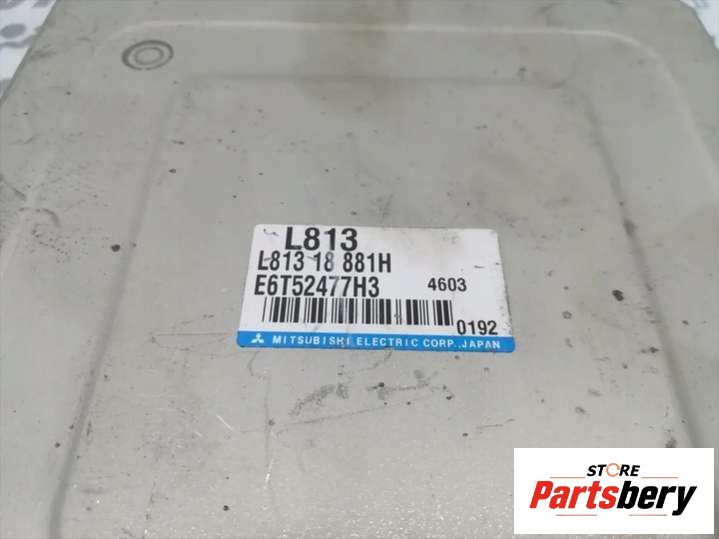 L813
L813 18 881H
E6T52477H3 4603
0192
MITSUBISHI ELECTRIC CORP., JAPAN
STORE
Partsbery